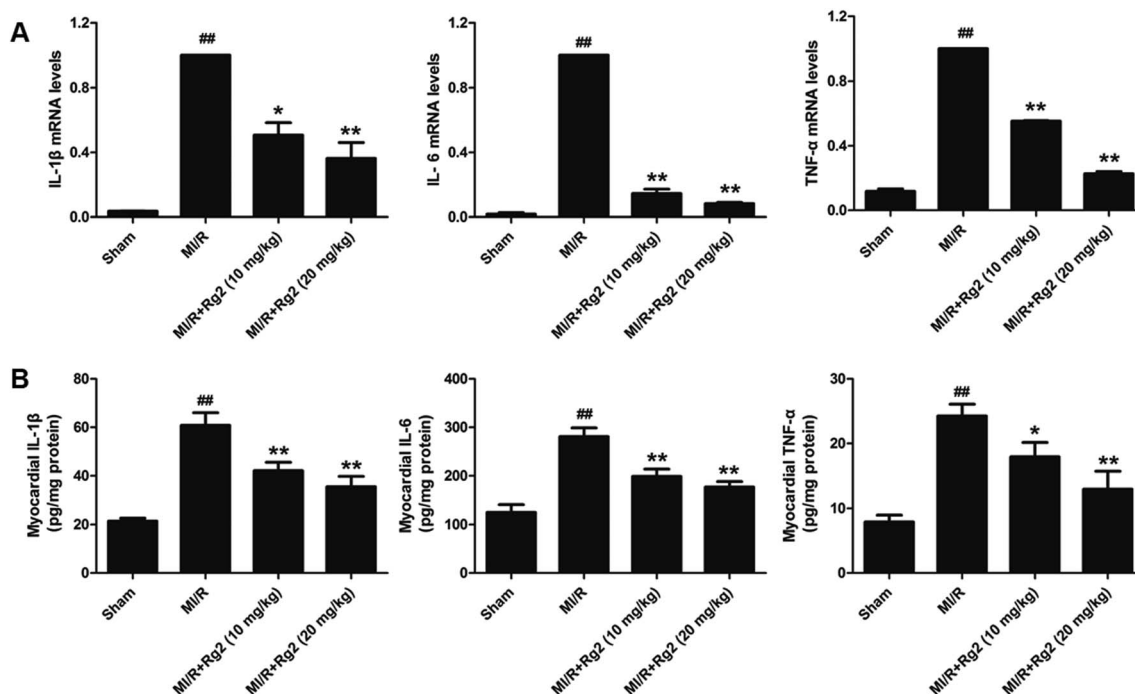 A
IL-1β mRNA levels
1.2
0.8
0.4
0.0
##
*
**
Sham
MI/R
MI/R+Rg2 (10 mg/kg)
MI/R+Rg2 (20 mg/kg)
IL- 6 mRNA levels
1.2
0.8
0.4
0.0
##
**
**
Sham
MI/R
MI/R+Rg2 (10 mg/kg)
MI/R+Rg2 (20 mg/kg)
TNF-α mRNA levels
1.2
0.8
0.4
0.0
##
**
**
Sham
MI/R
MI/R+Rg2 (10 mg/kg)
MI/R+Rg2 (20 mg/kg)
B
Myocardial IL-1β
(pg/mg protein)
80
60
40
20
0
##
**
**
Sham
MI/R
MI/R+Rg2 (10 mg/kg)
MI/R+Rg2 (20 mg/kg)
Myocardial IL-6
(pg/mg protein)
400
300
200
100
0
##
**
**
Sham
MI/R
MI/R+Rg2 (10 mg/kg)
MI/R+Rg2 (20 mg/kg)
Myocardial TNF-α
(pg/mg protein)
30
20
10
0
##
*
**
Sham
MI/R
MI/R+Rg2 (10 mg/kg)
MI/R+Rg2 (20 mg/kg)